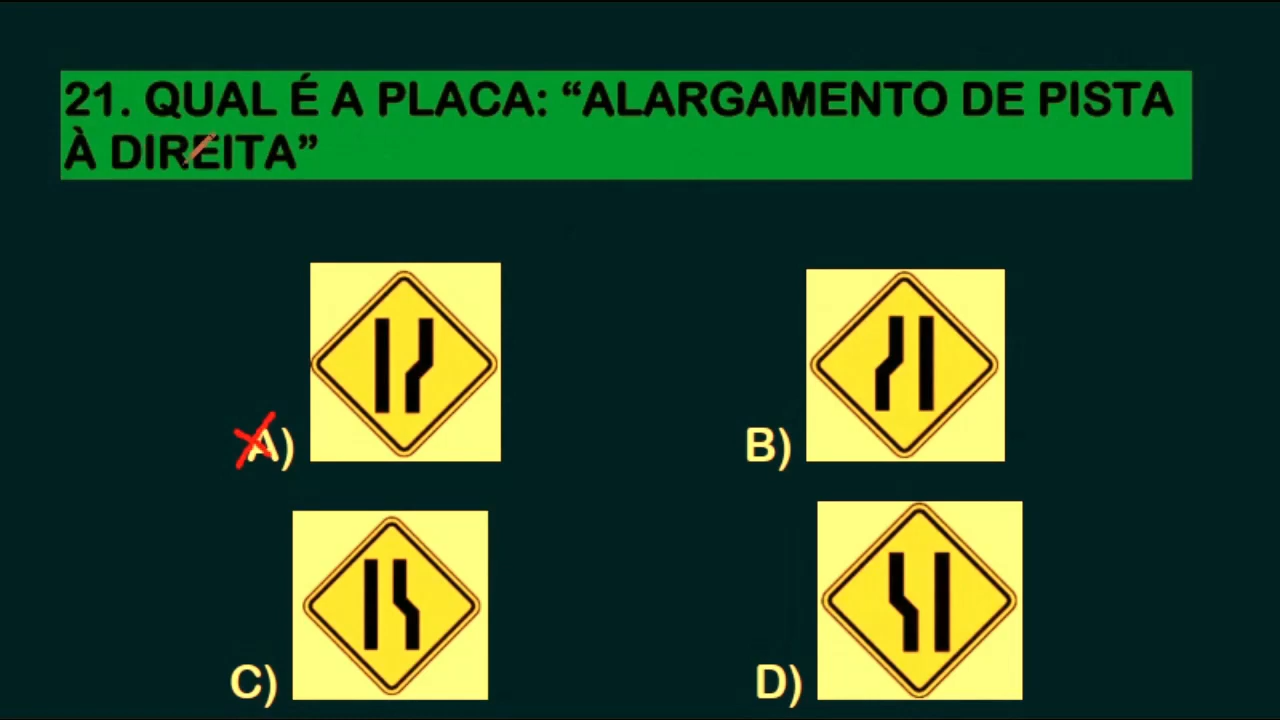 21. QUAL É A PLACA: “ALARGAMENTO DE PISTA
À DIREITA”
A)
B)
C)
D)